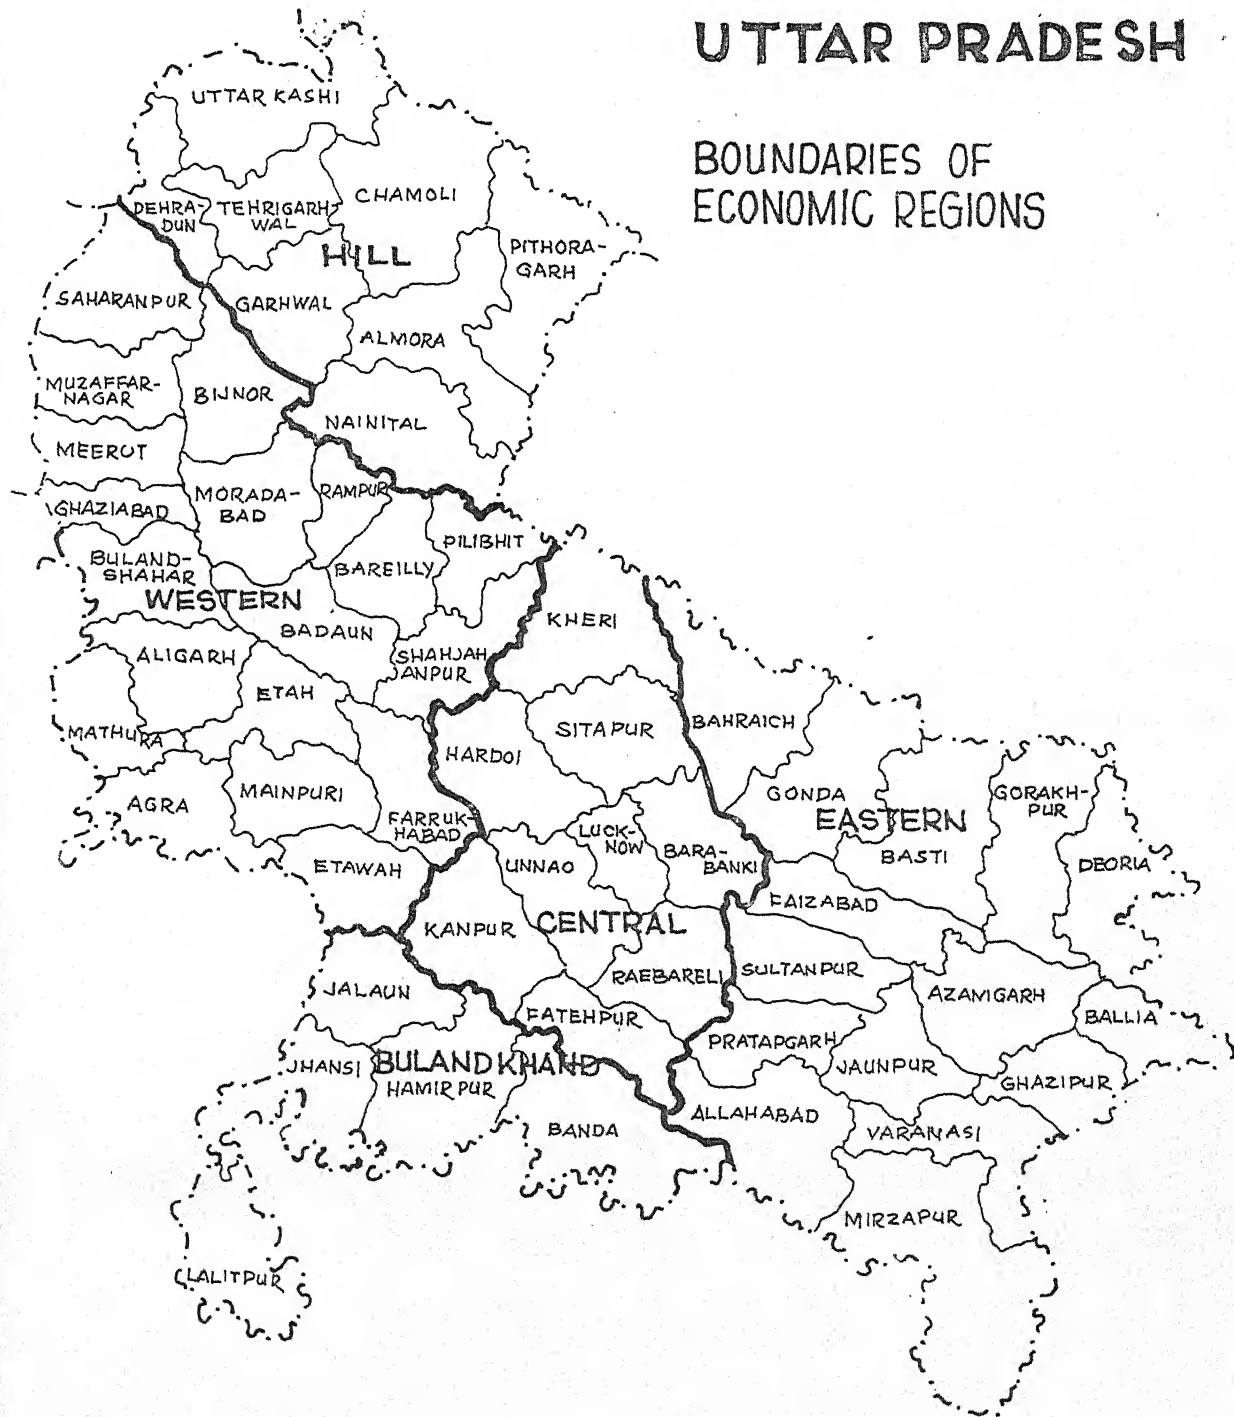 UTTAR PRADESH
BOUNDARIES OF
ECONOMIC REGIONS
UTTAR KASHI
CHAMOLI
DEHRA-
DUN
TEHRIGARH
WAL
HILL
PITHORA-
GARH
SAHARANPUR
GARHWAL
ALMORA
MUZAFFAR-
NAGAR
BIJNOR
NAINITAL
MEERUT
GHAZIABAD
MORADA-
BAD
RAMPUR
PILIBHIT
BULAND-
SHAHAR
BAREILLY
WESTERN
BADAUN
KHERI
ALIGARH
SHAHJAH
JANPUR
ETAH
MATHURA
HARDOI
SITAPUR
BAHRAICH
AGRA
MAINPURI
FARRUK-
HABAD
GONDA
EASTERN
GORAKH-
PUR
LUCK-
NOW
BARA-
BANKI
BASTI
DEORIA
ETAWAH
UNNAO
FAIZABAD
KANPUR
CENTRAL
RAEBARELI
SULTANPUR
JALAUN
AZAMGARH
FATEHPUR
BALLIA
PRATAPGARH
JHANSI
BULANDKHAND
HAMIRPUR
JAUNPUR
GHAZIPUR
ALLAHABAD
BANDA
VARANASI
MIRZAPUR
LALITPUR